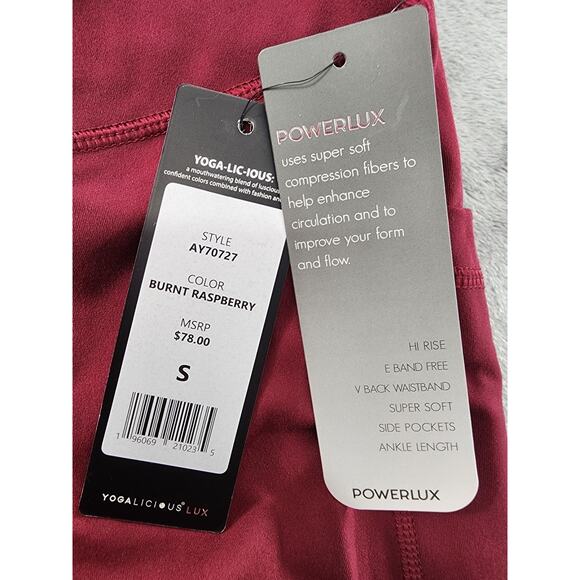 YOGA-LIC-IOUS:
a mouthwatering blend of luscious
confident colors combined with fashion and
STYLE
AY70727
COLOR
BURNT RASPBERRY
MSRP
$78.00
S
1 96069 21023 5
YOGALICIOUS® LUX
POWERLUX
uses super soft
compression fibers to
help enhance
circulation and to
improve your form
and flow.
HI RISE
E BAND FREE
V BACK WAISTBAND
SUPER SOFT
SIDE POCKETS
ANKLE LENGTH
POWERLUX